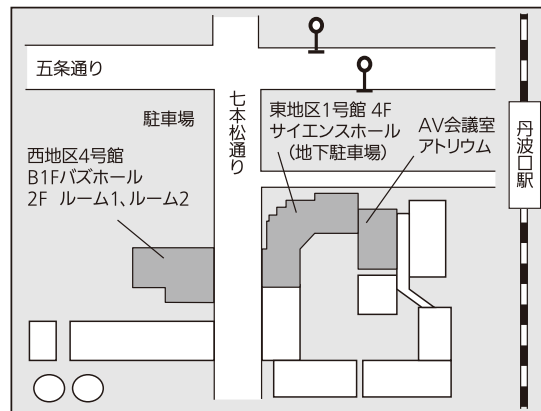 五条通り
七本松通り
駐車場
西地区4号館
B1Fバズホール
2F ルーム1、ルーム2
東地区1号館 4F
サイエンスホール
(地下駐車場)
AV会議室
アトリウム
丹波口駅